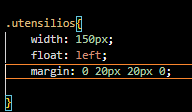 .utensilios{
width: 150px;
float: left;
margin: 0 20px 20px 0;
}